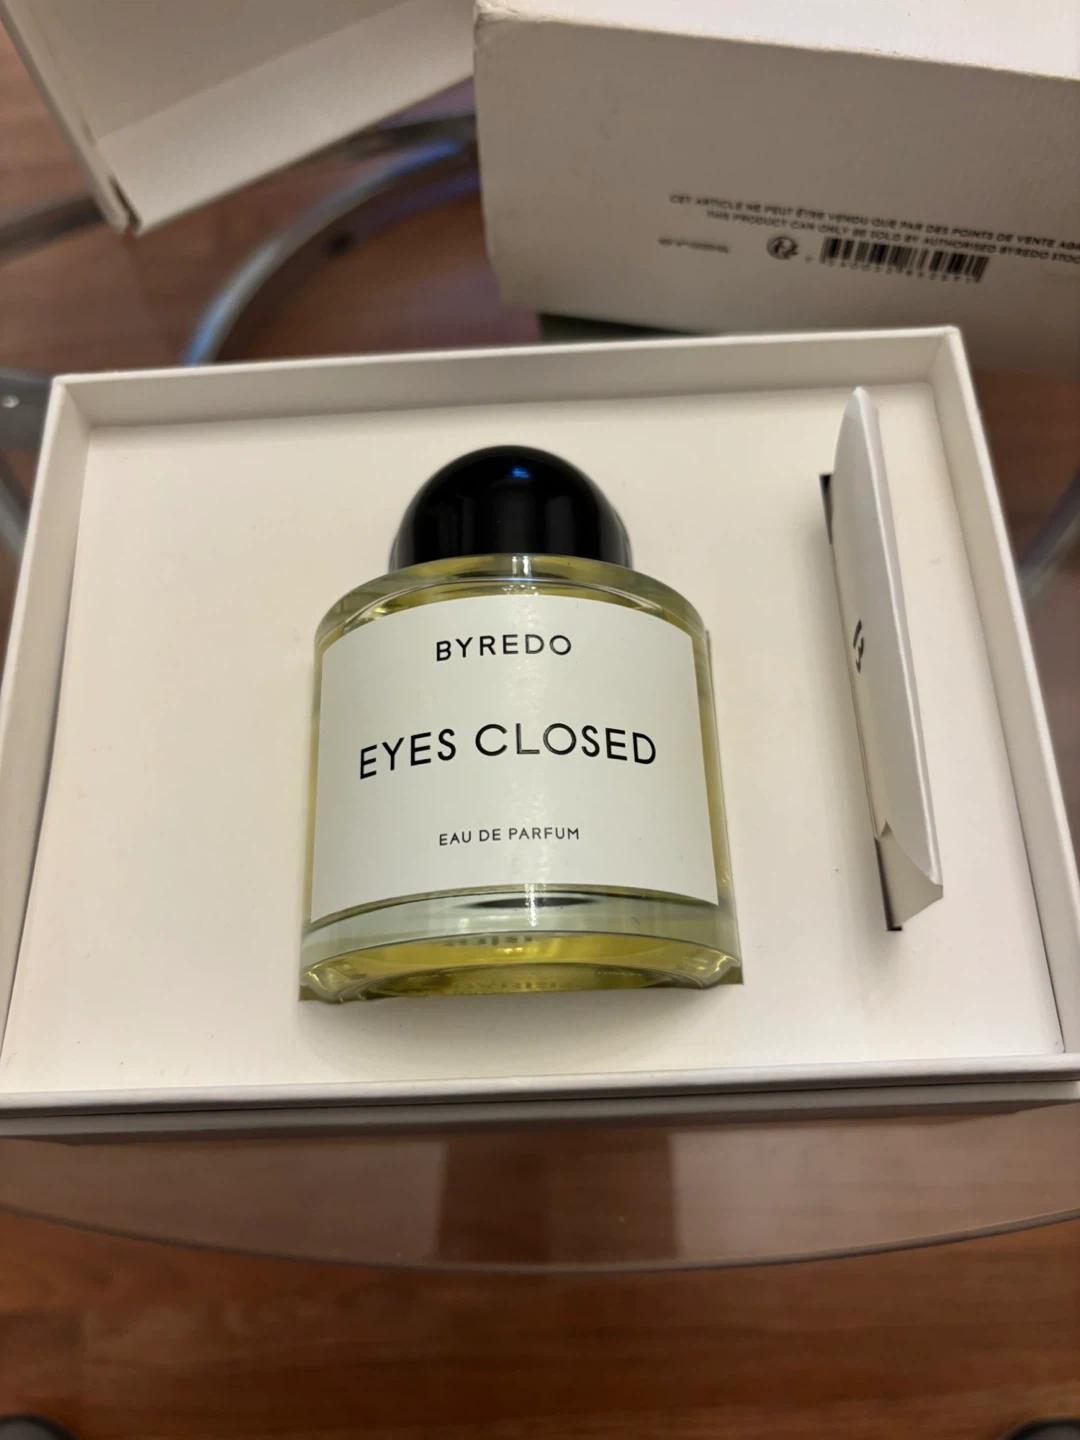 CET ARTICLE NE PEUT ÊTRE VENDU QUE PAR DES POINTS DE VENTE
THIS PRODUCT CAN ONLY BE SOLD BY AUTHORISED BYREDO
BYREDO
EYES CLOSED
EAU DE PARFUM